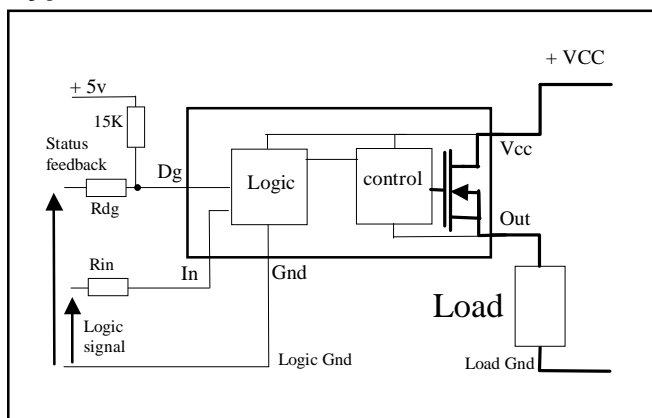 + VCC
+ 5v
15K
Status
feedback
Dg
Logic
control
Vcc
Rdg
Out
Rin
In
Gnd
Load
Logic
signal
Logic Gnd
Load Gnd